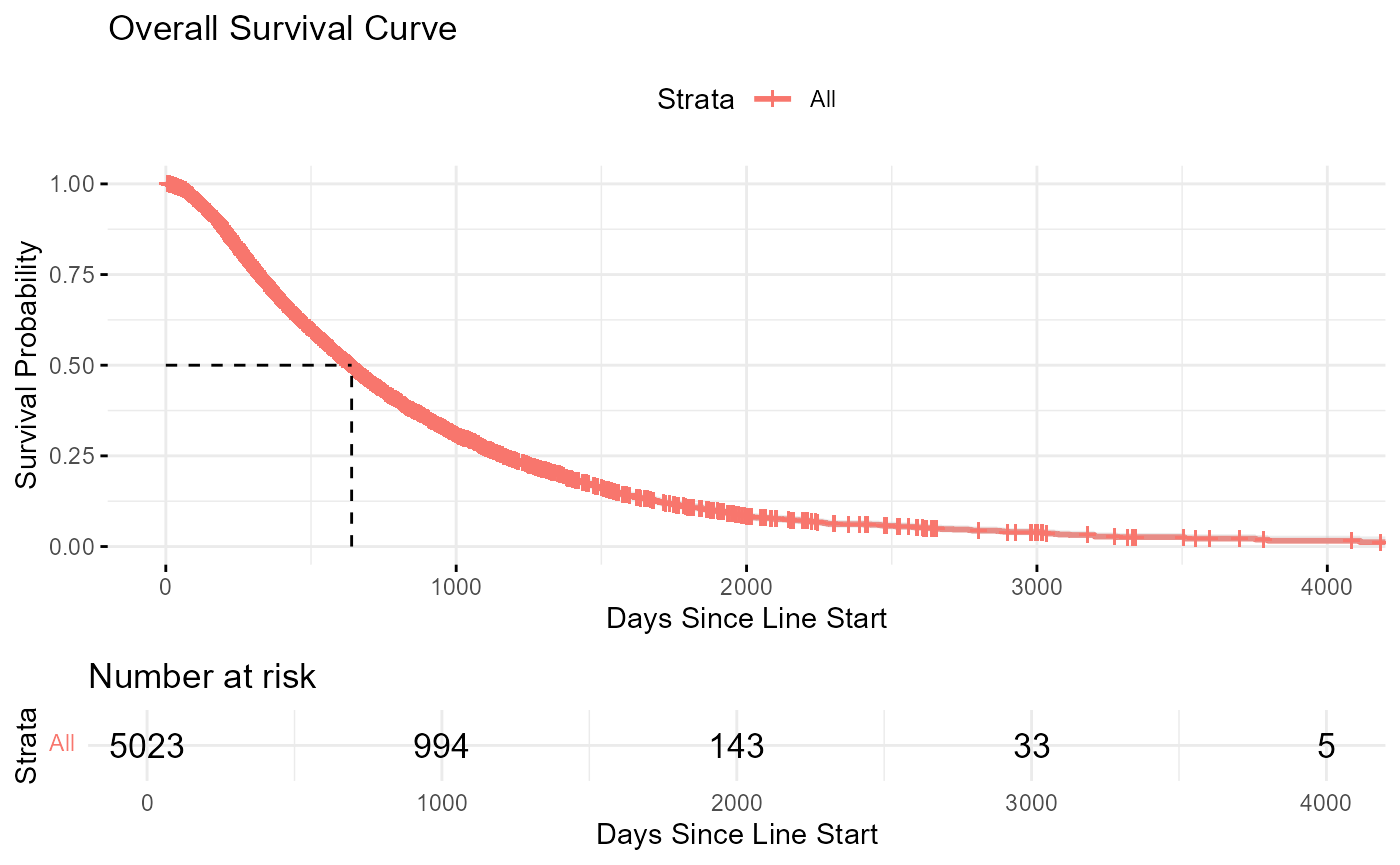 Overall Survival Curve
Strata All
Survival Probability
1.00
0.75
0.50
0.25
0.00
0 1000 2000 3000 4000
Days Since Line Start
Number at risk
Strata
All 5023 994 143 33 5
0 1000 2000 3000 4000
Days Since Line Start